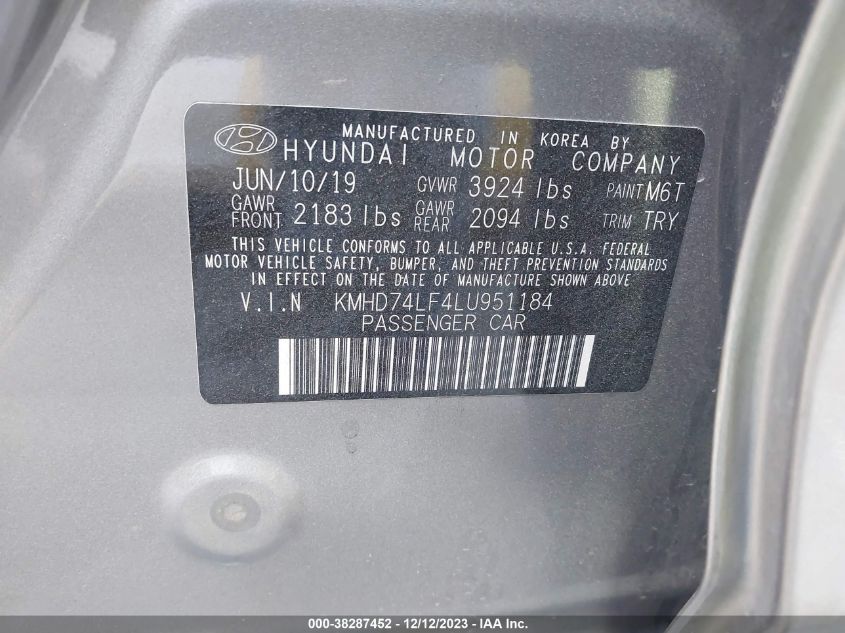 MANUFACTURED IN KOREA BY
HYUNDAI MOTOR COMPANY
JUN/10/19 GVWR 3924 lbs PAINT M6T
GAWR FRONT 2183 lbs GAWR REAR 2094 lbs TRIM TRY
THIS VEHICLE CONFORMS TO ALL APPLICABLE U.S.A. FEDERAL
MOTOR VEHICLE SAFETY, BUMPER, AND THEFT PREVENTION STANDARDS
IN EFFECT ON THE DATE OF MANUFACTURE SHOWN ABOVE.
V.I.N KMHD74LF4LU951184
PASSENGER CAR
000-38287452 - 12/12/2023 - IAA Inc.